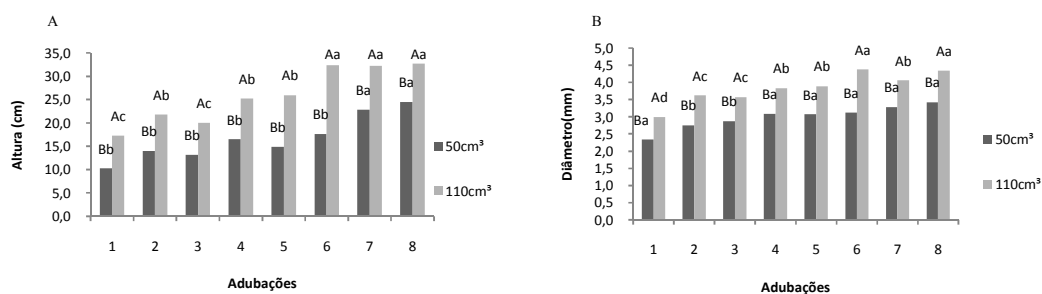 A
Altura (cm)
35,0
30,0
25,0
20,0
15,0
10,0
5,0
0,0
Bb Ac
Bb Ab
Bb Ac
Bb Ab
Bb Ab
Bb Aa
Ba Aa
Ba Aa
1 2 3 4 5 6 7 8
Adubações
50cm³
110cm³
B
Diâmetro(mm)
5,0
4,5
4,0
3,5
3,0
2,5
2,0
1,5
1,0
0,5
0,0
Ba Ad
Bb Ac
Bb Ac
Ba Ab
Ba Ab
Ba Aa
Ba Ab
Ba Aa
1 2 3 4 5 6 7 8
Adubações
50cm³
110cm³